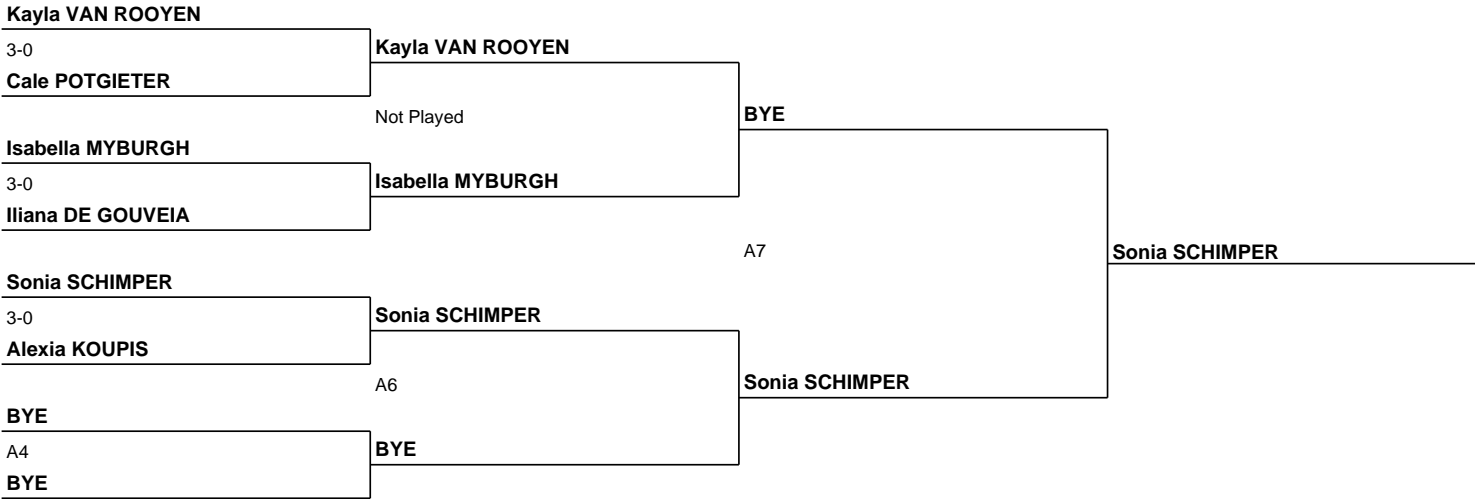 Kayla VAN ROOYEN
3-0
Kayla VAN ROOYEN
Cale POTGIETER
Not Played
BYE
Isabella MYBURGH
3-0
Isabella MYBURGH
Iliana DE GOUVEIA
A7
Sonia SCHIMPER
Sonia SCHIMPER
3-0
Sonia SCHIMPER
Alexia KOUPIS
A6
Sonia SCHIMPER
BYE
A4
BYE
BYE